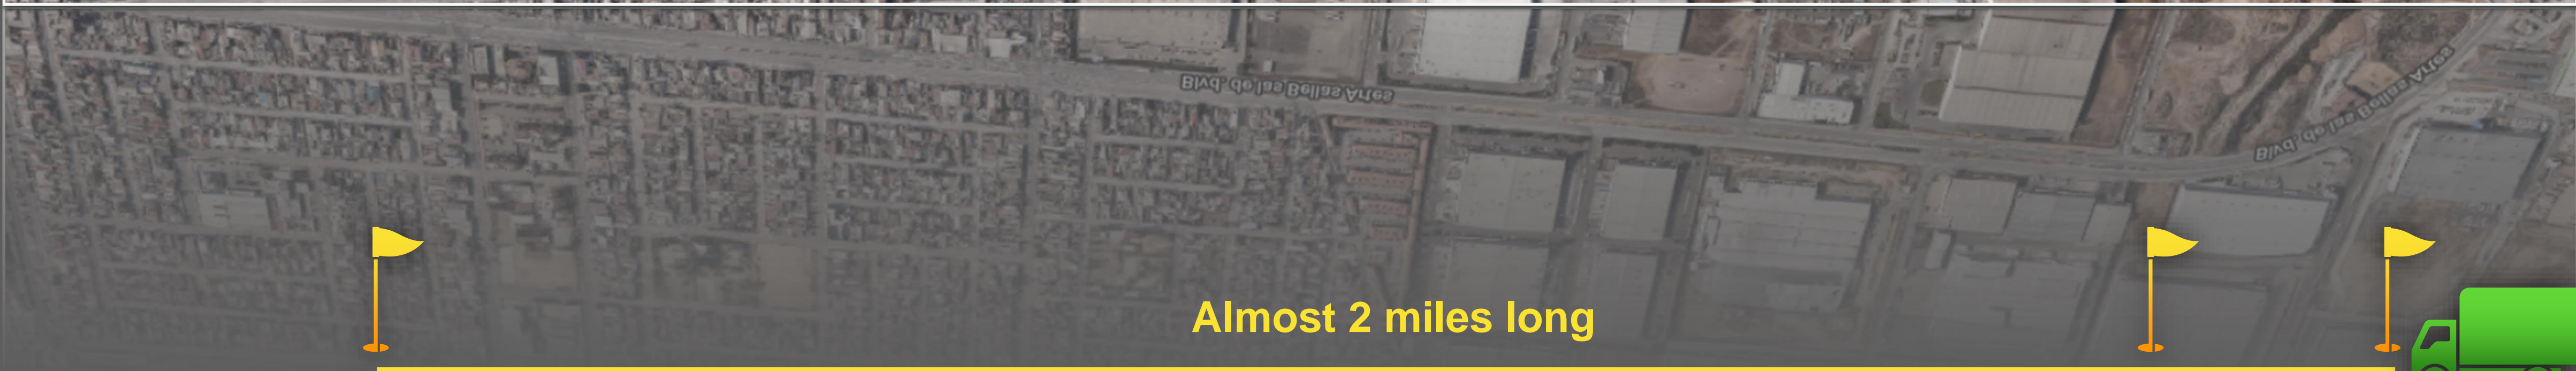 Blvd. de las Bellas Artes
Blvd. de las Bellas Artes
Almost 2 miles long